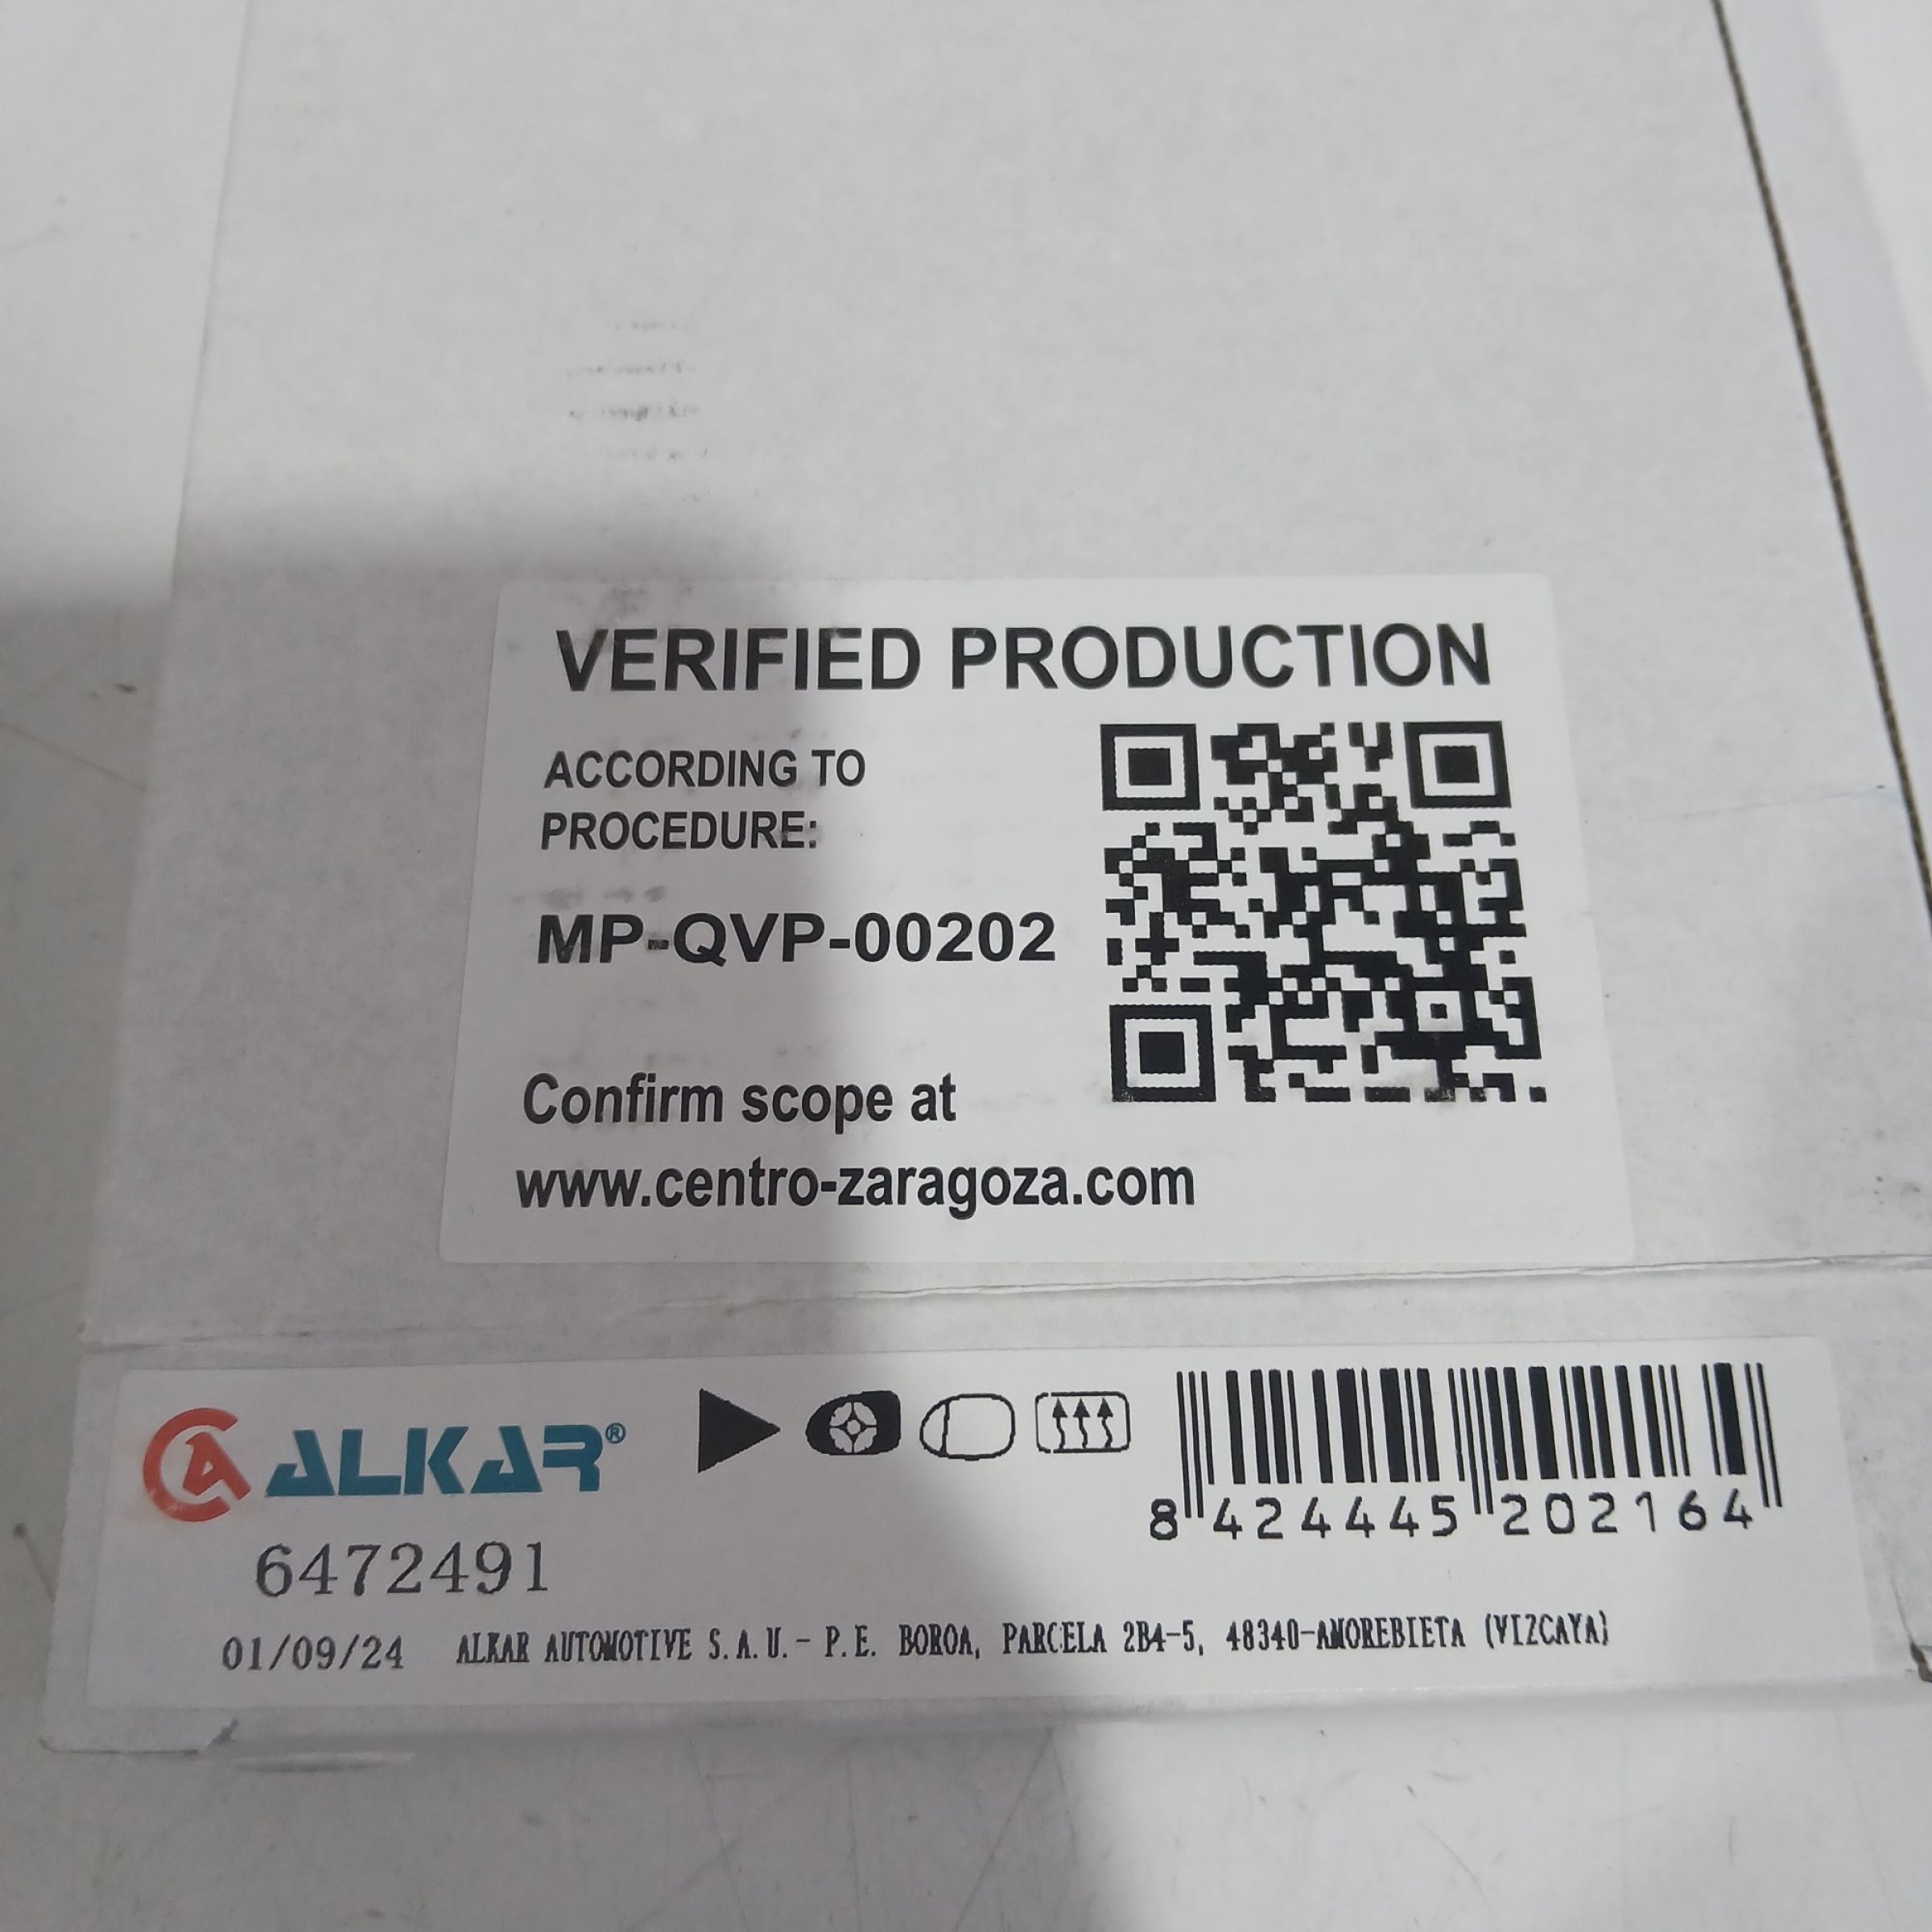 VERIFIED PRODUCTION
ACCORDING TO
PROCEDURE:
MP-QVP-00202
Confirm scope at
www.centro-zaragoza.com
ALKAR®
8 424445 202164
6472491
01/09/24 ALKAR AUTOMOTIVE S.A.U.- P.E. BOROA, PARCELA 2B4-5, 48340-AMOREBIETA (VIZCAYA)